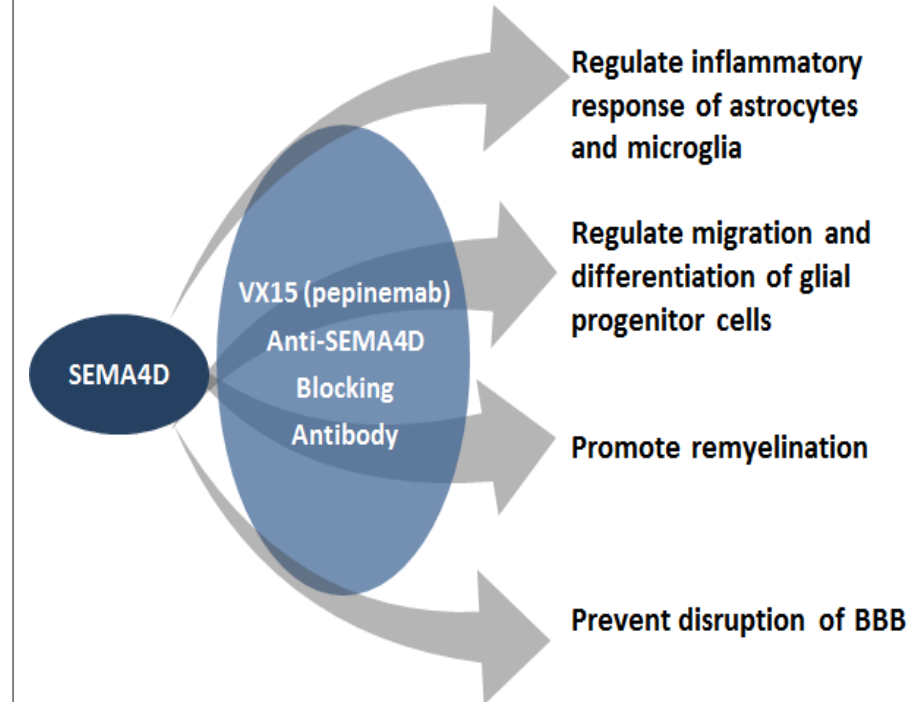 Regulate inflammatory
response of astrocytes
and microglia
Regulate migration and
differentiation of glial
progenitor cells
VX15 (pepinemab)
Anti-SEMA4D
Blocking
Antibody
SEMA4D
Promote remyelination
Prevent disruption of BBB